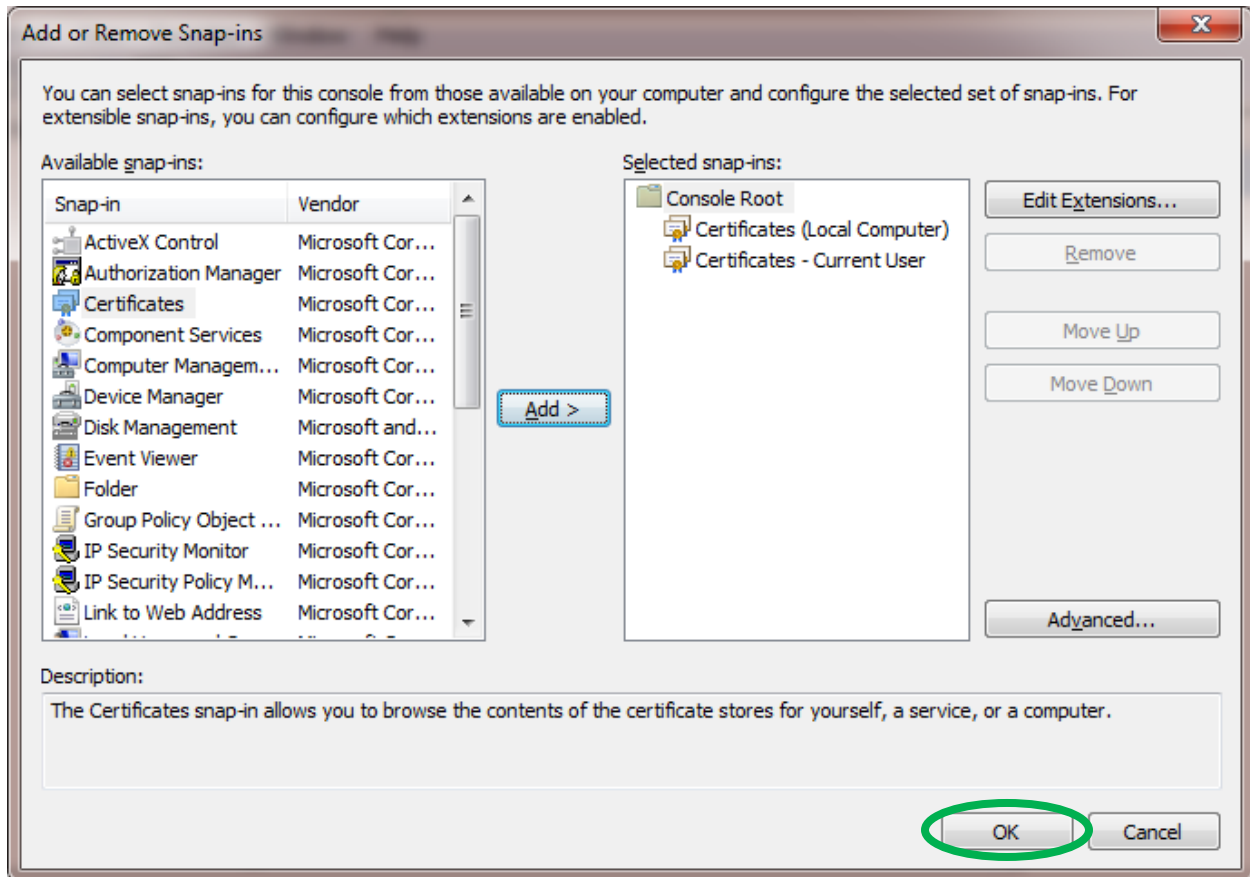 Add or Remove Snap-ins
You can select snap-ins for this console from those available on your computer and configure the selected set of snap-ins. For
extensible snap-ins, you can configure which extensions are enabled.
Available snap-ins:
Snap-in Vendor
ActiveX Control Microsoft Cor...
Authorization Manager Microsoft Cor...
Certificates Microsoft Cor...
Component Services Microsoft Cor...
Computer Managem... Microsoft Cor...
Device Manager Microsoft Cor...
Disk Management Microsoft and...
Event Viewer Microsoft Cor...
Folder Microsoft Cor...
Group Policy Object ... Microsoft Cor...
IP Security Monitor Microsoft Cor...
IP Security Policy M... Microsoft Cor...
Link to Web Address Microsoft Cor...
Add >
Selected snap-ins:
Console Root
Certificates (Local Computer)
Certificates - Current User
Edit Extensions...
Remove
Move Up
Move Down
Advanced...
Description:
The Certificates snap-in allows you to browse the contents of the certificate stores for yourself, a service, or a computer.
OK
Cancel